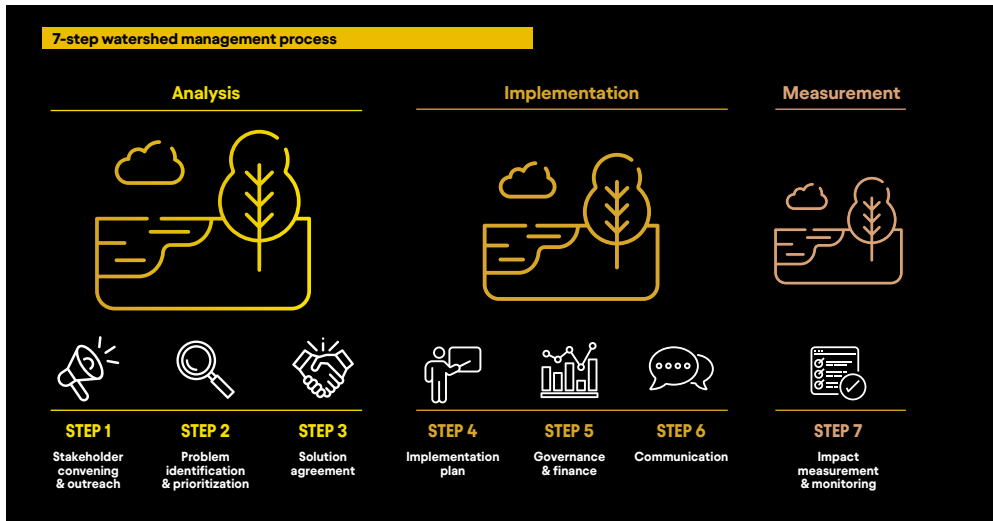 7-step watershed management process
Analysis
Implementation
Measurement
STEP 1
Stakeholder
convening
& outreach
STEP 2
Problem
identification
& prioritization
STEP 3
Solution
agreement
STEP 4
Implementation
plan
STEP 5
Governance
& finance
STEP 6
Communication
STEP 7
Impact
measurement
& monitoring